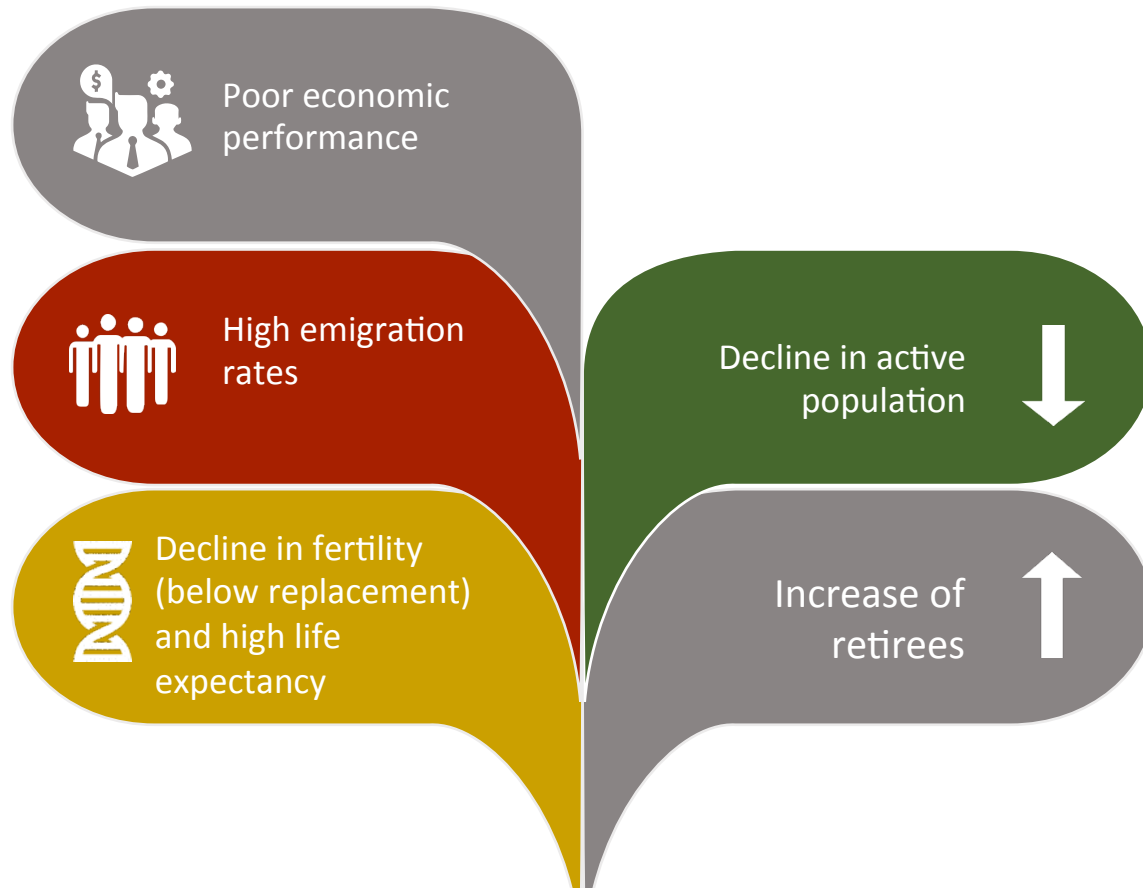 $
Poor economic
performance
High emigration
rates
Decline in fertility
(below replacement)
and high life
expectancy
Decline in active
population
Increase of
retirees